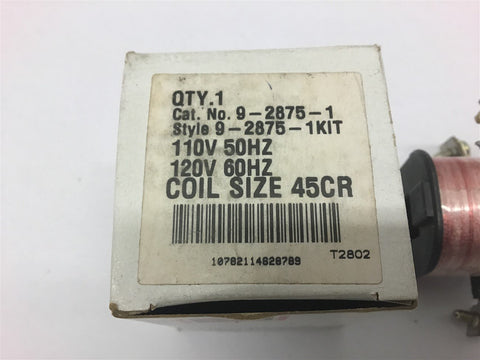 QTY.1
Cat. No. 9-2875-1
Style 9-2875-1KIT
110V 50HZ
120V 60HZ
COIL SIZE 45CR
10782114628789
T2802